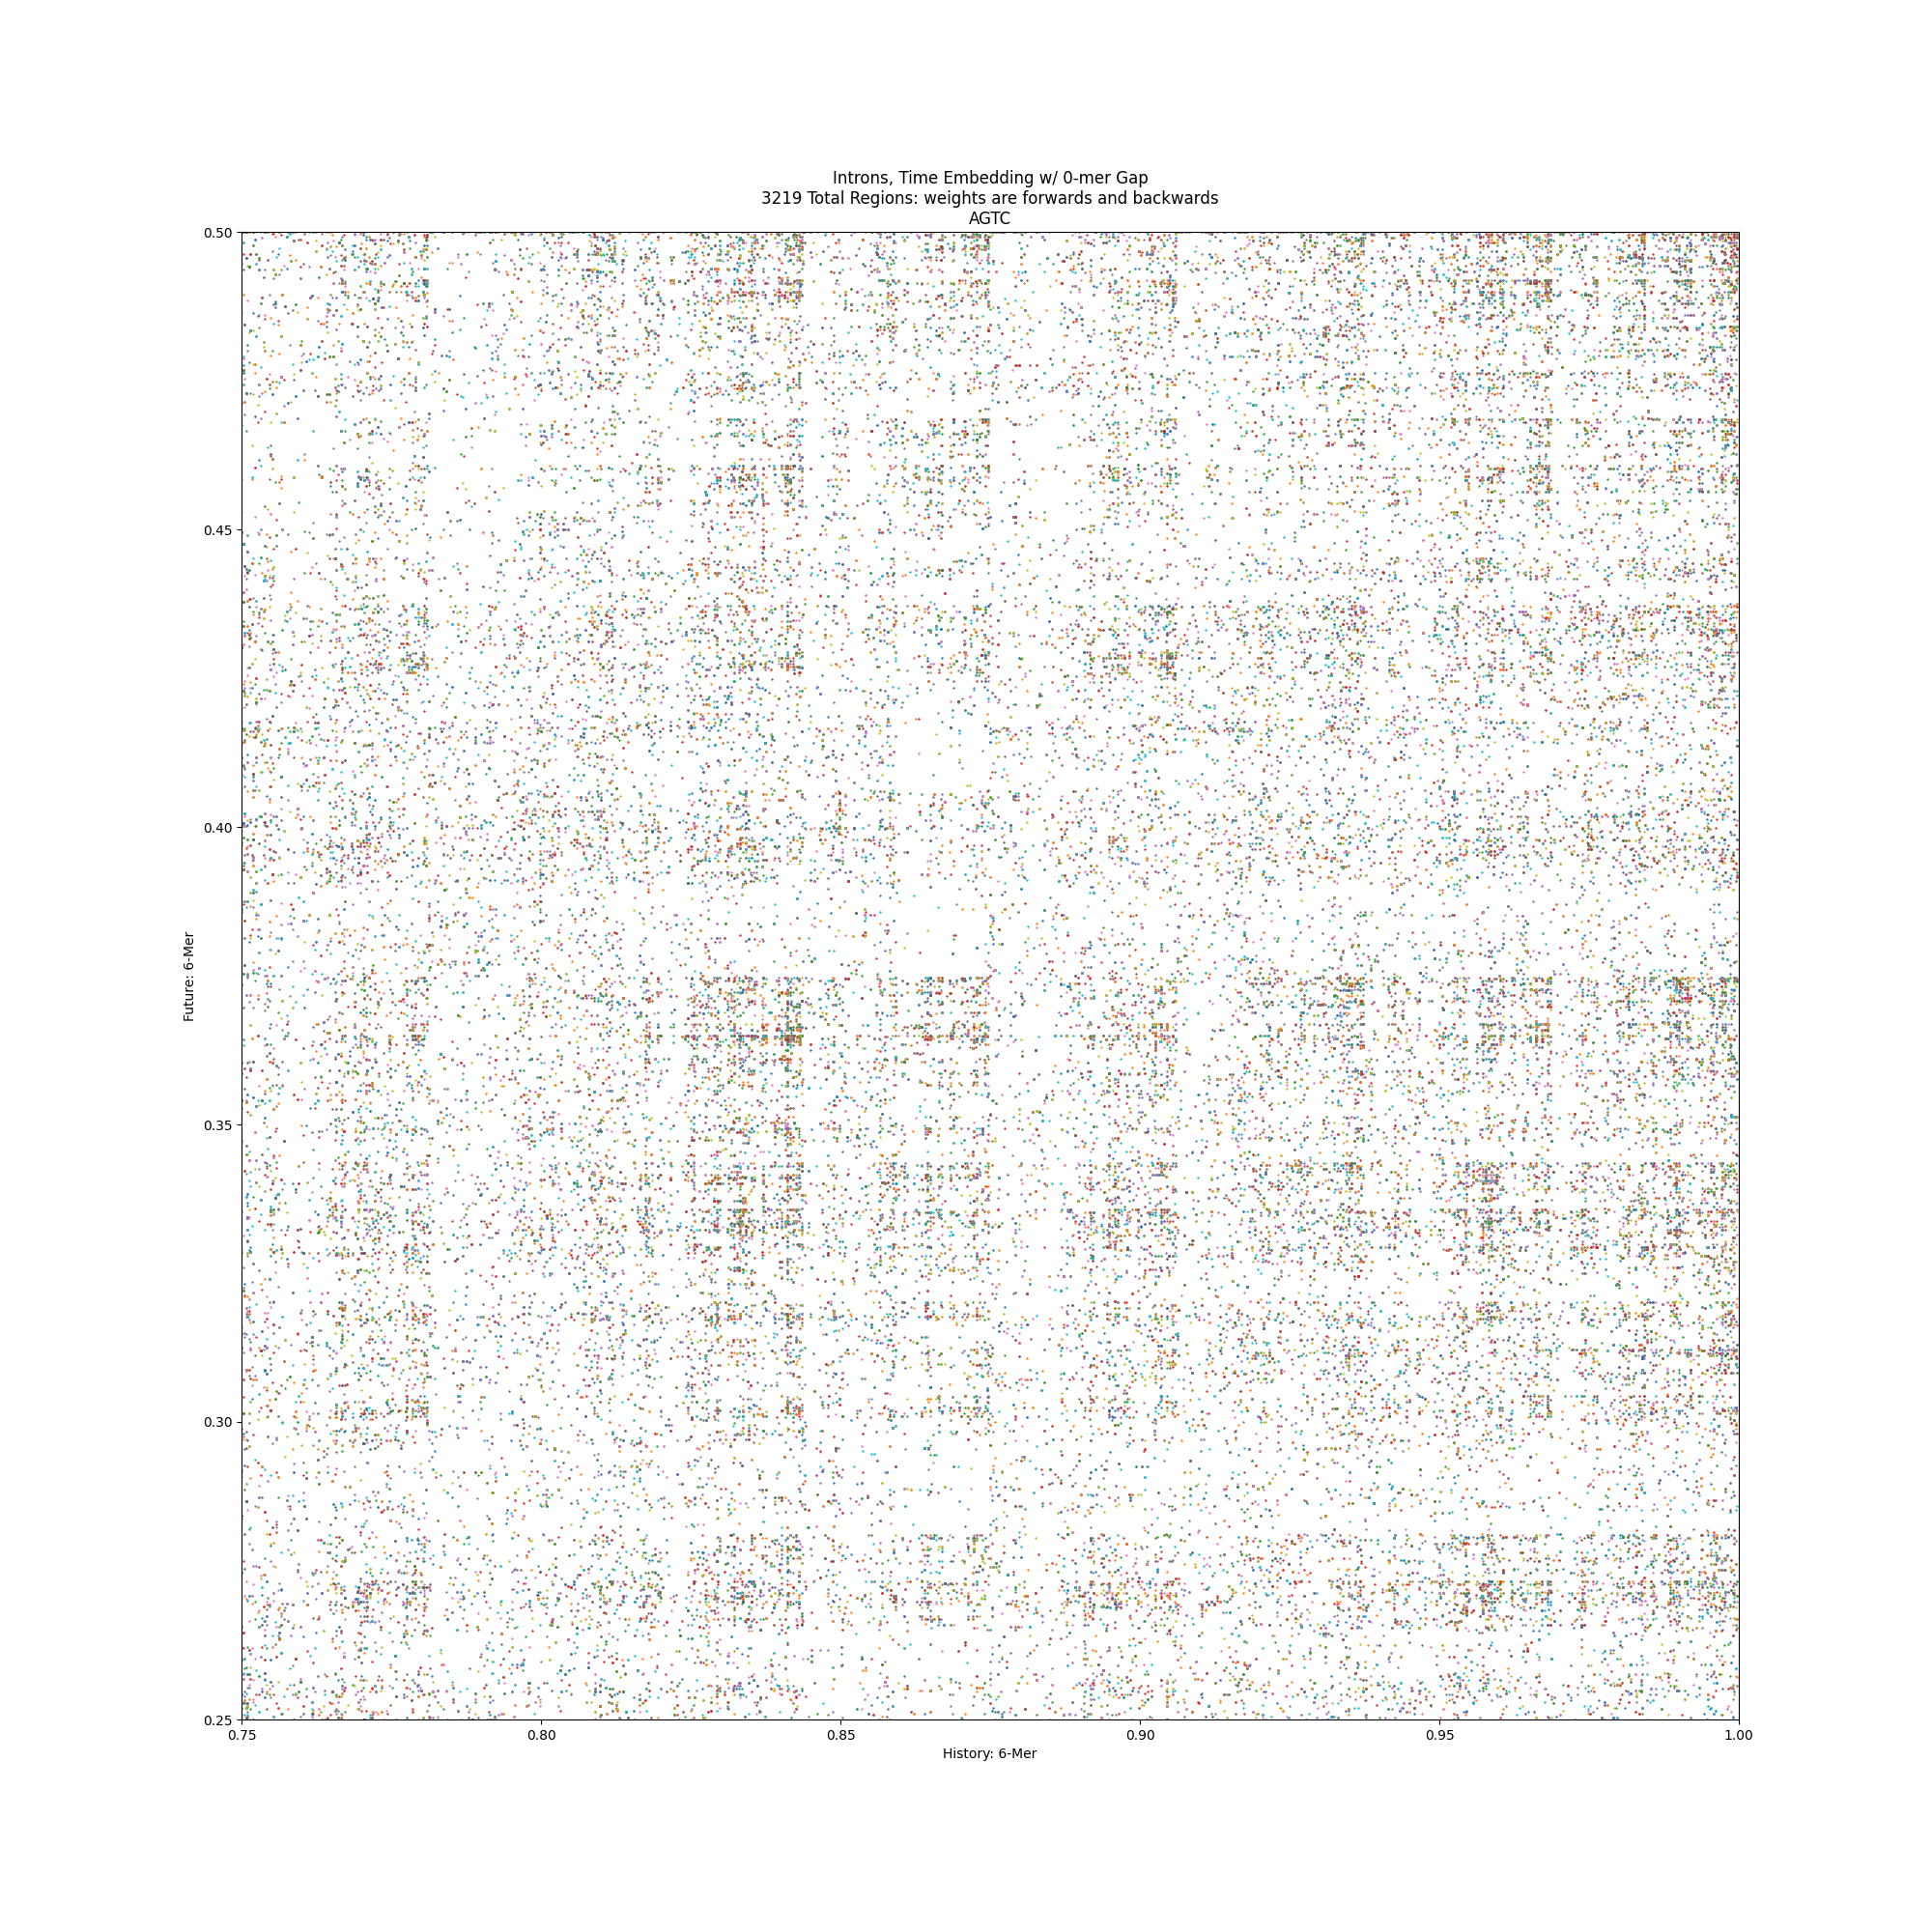 Introns, Time Embedding w/ 0-mer Gap
3219 Total Regions: weights are forwards and backwards
AGTC
0.50
0.45
0.40
Future: 6-Mer
0.35
0.30
0.25
0.75 0.80 0.85 0.90 0.95 1.00
History: 6-Mer